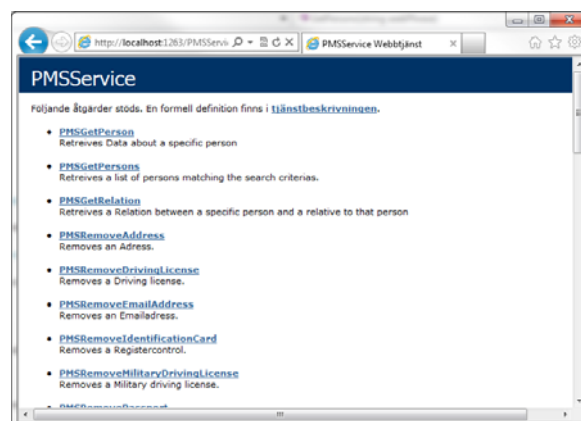 http://localhost:1263/PMSServi
PMSService Webbtjänst
PMSService
Följande åtgärder stöds. En formell definition finns i tjänstbeskrivningen.
PMSGetPerson
Retreives Data about a specific person
PMSGetPersons
Retreives a list of persons matching the search criterias.
PMSGetRelation
Retreives a Relation between a specific person and a relative to that person
PMSRemoveAddress
Removes an Adress.
PMSRemoveDrivingLicense
Removes a Driving license.
PMSRemoveEmailAddress
Removes an Emailadress.
PMSRemoveIdentificationCard
Removes a Registercontrol.
PMSRemoveMilitaryDrivingLicense
Removes a Military driving license.
PMSRemovePassport